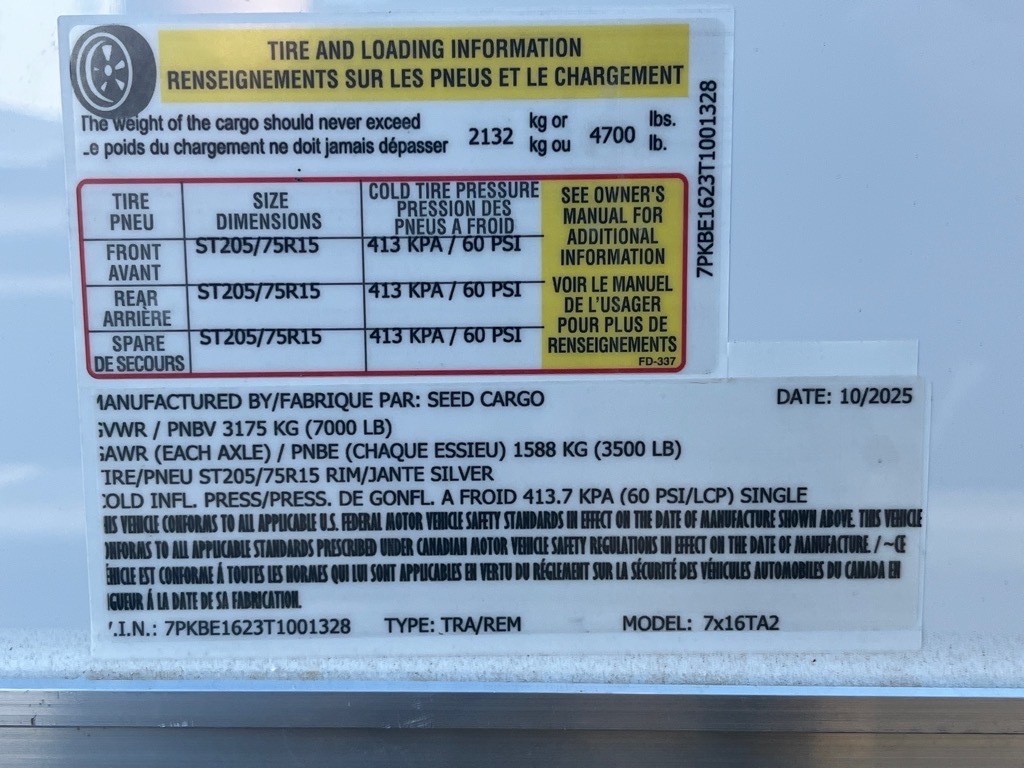 TIRE AND LOADING INFORMATION
RENSEIGNEMENTS SUR LES PNEUS ET LE CHARGEMENT
The weight of the cargo should never exceed
_e poids du chargement ne doit jamais dépasser
2132 kg or kg ou 4700 lbs. lb.
7PKBE1623T1001328
TIRE PNEU
SIZE DIMENSIONS
COLD TIRE PRESSURE PRESSION DES PNEUS A FROID
FRONT AVANT ST205/75R15 413 KPA / 60 PSI
REAR ARRIÈRE ST205/75R15 413 KPA / 60 PSI
SPARE DE SECOURS ST205/75R15 413 KPA / 60 PSI
SEE OWNER'S
MANUAL FOR
ADDITIONAL
INFORMATION
VOIR LE MANUEL
DE L'USAGER
POUR PLUS DE
RENSEIGNEMENTS
FD-337
MANUFACTURED BY/FABRIQUE PAR: SEED CARGO DATE: 10/2025
GVWR / PNBV 3175 KG (7000 LB)
GAWR (EACH AXLE) / PNBE (CHAQUE ESSIEU) 1588 KG (3500 LB)
TIRE/PNEU ST205/75R15 RIM/JANTE SILVER
COLD INFL. PRESS/PRESS. DE GONFL. A FROID 413.7 KPA (60 PSI/LCP) SINGLE
HIS VEHICLE CONFORMS TO ALL APPLICABLE U.S. FEDERAL MOTOR VEHICLE SAFETY STANDARDS IN EFFECT ON THE DATE OF MANUFACTURE SHOWN ABOVE. THIS VEHICLE
ONFORMS TO ALL APPLICABLE STANDARDS PRESCRIBED UNDER CANADIAN MOTOR VEHICLE SAFETY REGULATIONS IN EFFECT ON THE DATE OF MANUFACTURE. / ~CE
ÉHICLE EST CONFORME Á TOUTES LES NORMES QUI LUI SONT APPLICABLES EN VERTU DU RÉGLEMENT SUR LA SÉCURITÉ DES VÉHICULES AUTOMOBILES DU CANADA EN
IGUEUR Á LA DATE DE SA FABRICATION.
V.I.N.: 7PKBE1623T1001328 TYPE: TRA/REM MODEL: 7x16TA2